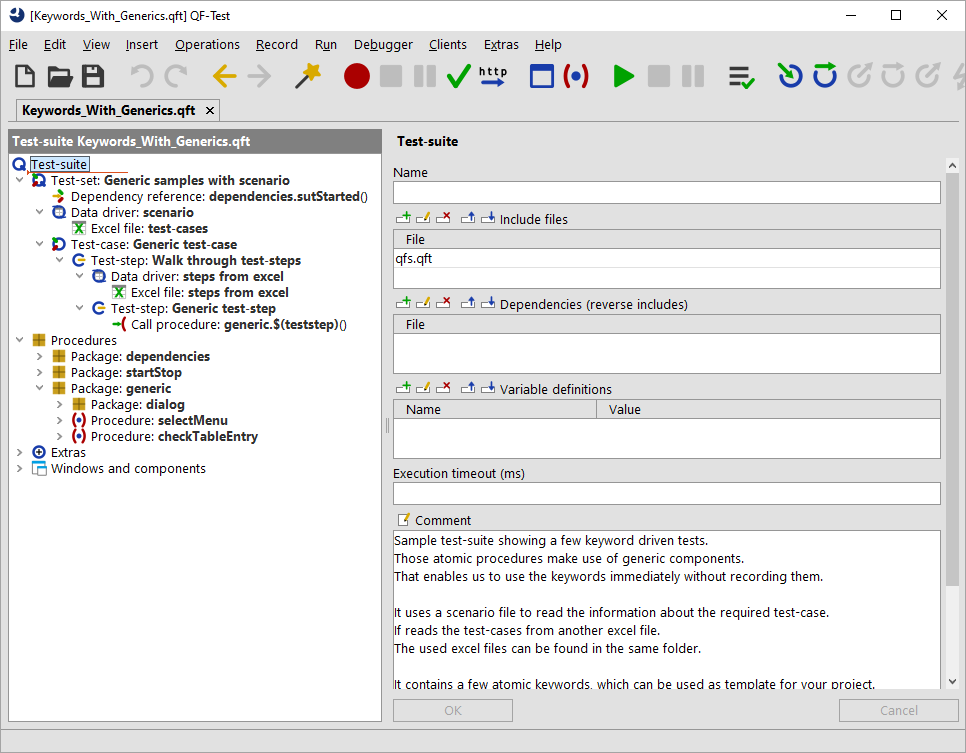 [Keywords_With_Generics.qft] QF-Test
File Edit View Insert Operations Record Run Debugger Clients Extras Help
http
Keywords_With_Generics.qft
Test-suite Keywords_With_Generics.qft
Test-suite
Test-set: Generic samples with scenario
Dependency reference: dependencies.sutStarted()
Data driver: scenario
Excel file: test-cases
Test-case: Generic test-case
Test-step: Walk through test-steps
Data driver: steps from excel
Excel file: steps from excel
Test-step: Generic test-step
Call procedure: generic.$(teststep)()
Procedures
Package: dependencies
Package: startStop
Package: generic
Package: dialog
Procedure: selectMenu
Procedure: checkTableEntry
Extras
Windows and components
Test-suite
Name
Include files
File
qfs.qft
Dependencies (reverse includes)
File
Variable definitions
Name Value
Execution timeout (ms)
Comment
Sample test-suite showing a few keyword driven tests.
Those atomic procedures make use of generic components.
That enables us to use the keywords immediately without recording them.
It uses a scenario file to read the information about the required test-case.
If reads the test-cases from another excel file.
The used excel files can be found in the same folder.
It contains a few atomic keywords, which can be used as template for your project.
OK Cancel